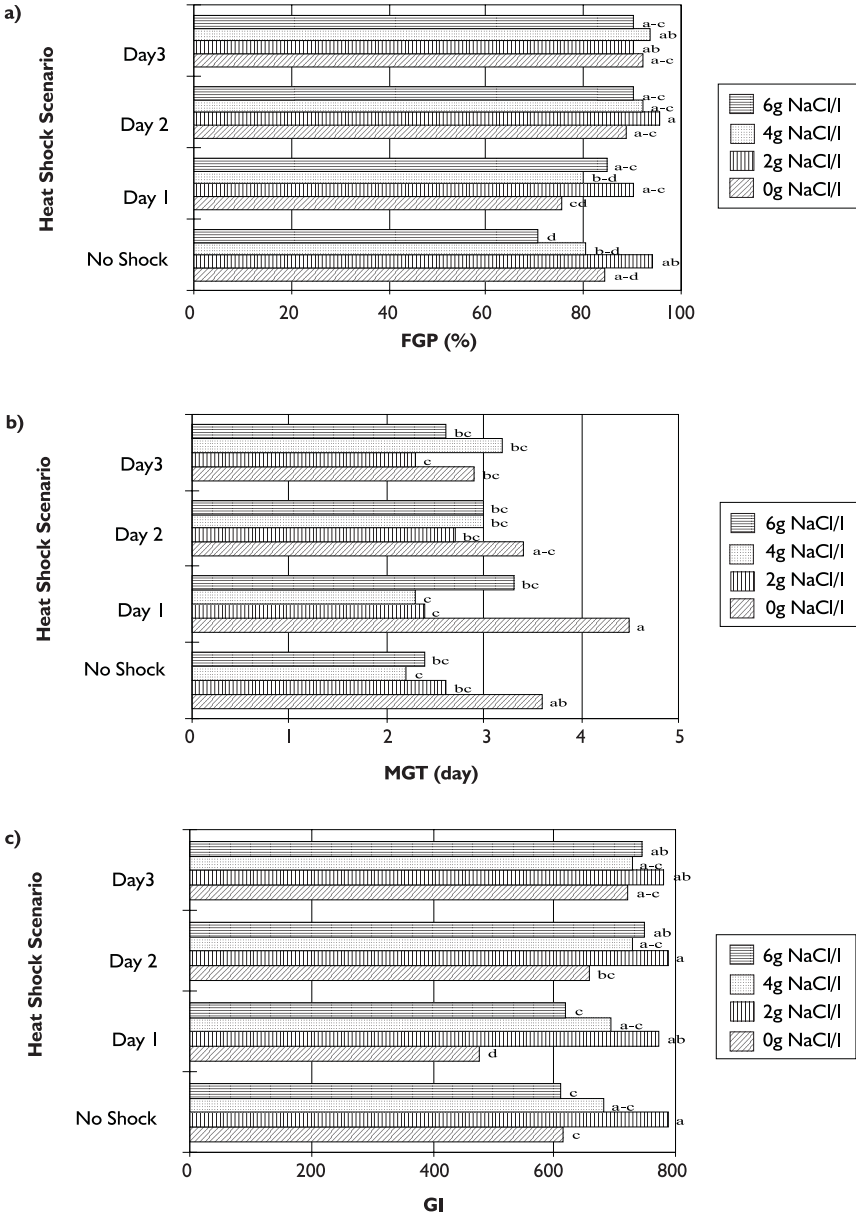 a)
Heat Shock Scenario
Day3
a-c
ab
ab
a-c
Day 2
a-c
a-c
a
a-c
Day 1
a-c
b-d
a-c
cd
No Shock
d
b-d
ab
a-d
0 20 40 60 80 100
FGP (%)
6g NaCl/l
4g NaCl/l
2g NaCl/l
0g NaCl/l
b)
Heat Shock Scenario
Day3
bc
bc
c
bc
Day 2
bc
bc
bc
a-c
Day 1
bc
c
c
a
No Shock
bc
c
bc
ab
0 1 2 3 4 5
MGT (day)
6g NaCl/l
4g NaCl/l
2g NaCl/l
0g NaCl/l
c)
Heat Shock Scenario
Day3
ab
a-c
ab
a-c
Day 2
ab
a-c
a
bc
Day 1
c
a-c
ab
d
No Shock
c
a-c
a
c
0 200 400 600 800
GI
6g NaCl/l
4g NaCl/l
2g NaCl/l
0g NaCl/l